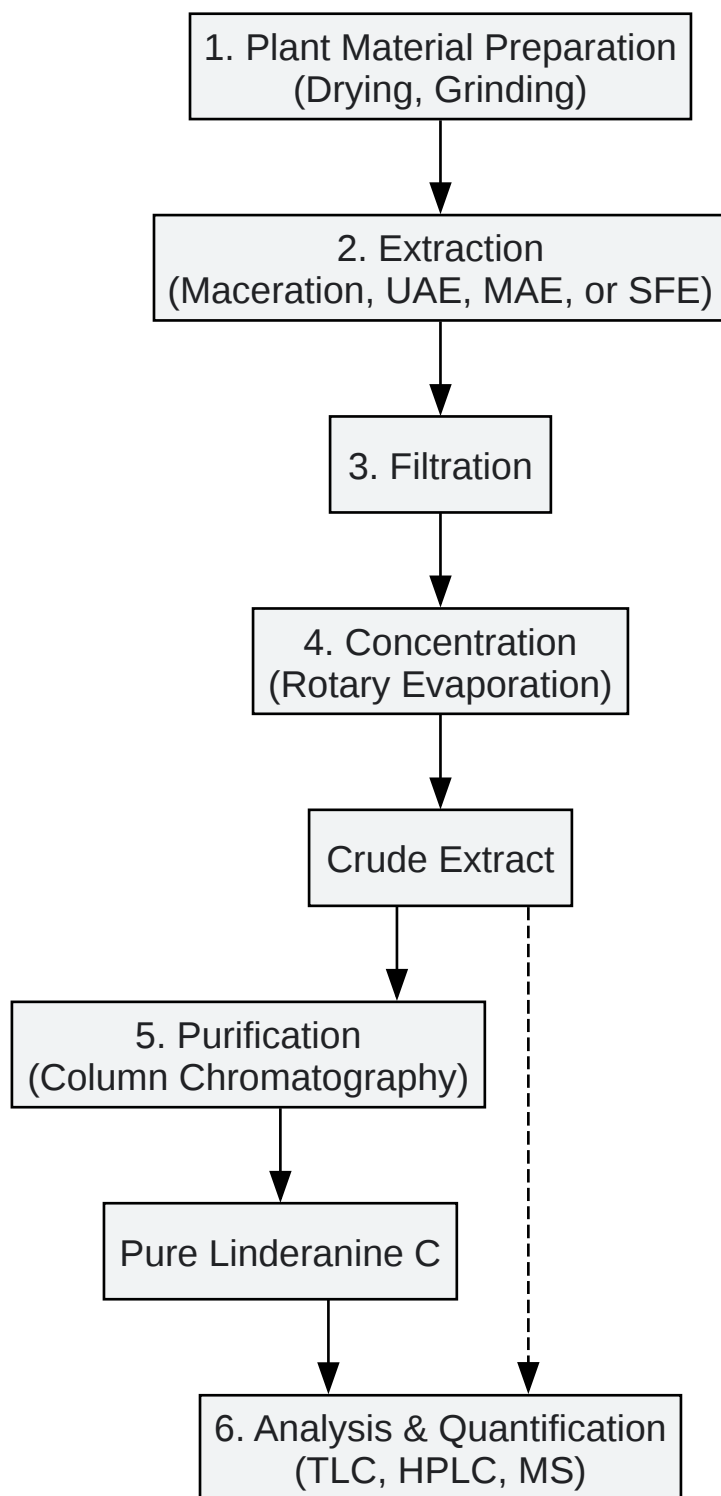 1. Plant Material Preparation
(Drying, Grinding)
2. Extraction
(Maceration, UAE, MAE, or SFE)
3. Filtration
4. Concentration
(Rotary Evaporation)
Crude Extract
5. Purification
(Column Chromatography)
Pure Linderanine C
6. Analysis & Quantification
(TLC, HPLC, MS)